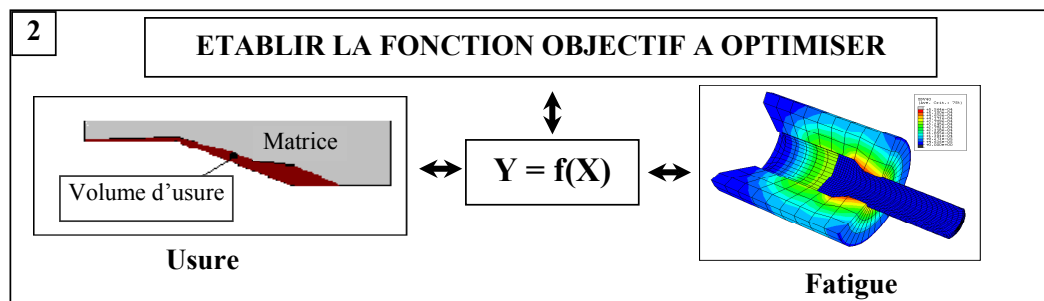 2
ETABLIR LA FONCTION OBJECTIF A OPTIMISER
Matrice
Volume d'usure
Usure
Y = f(X)
Fatigue